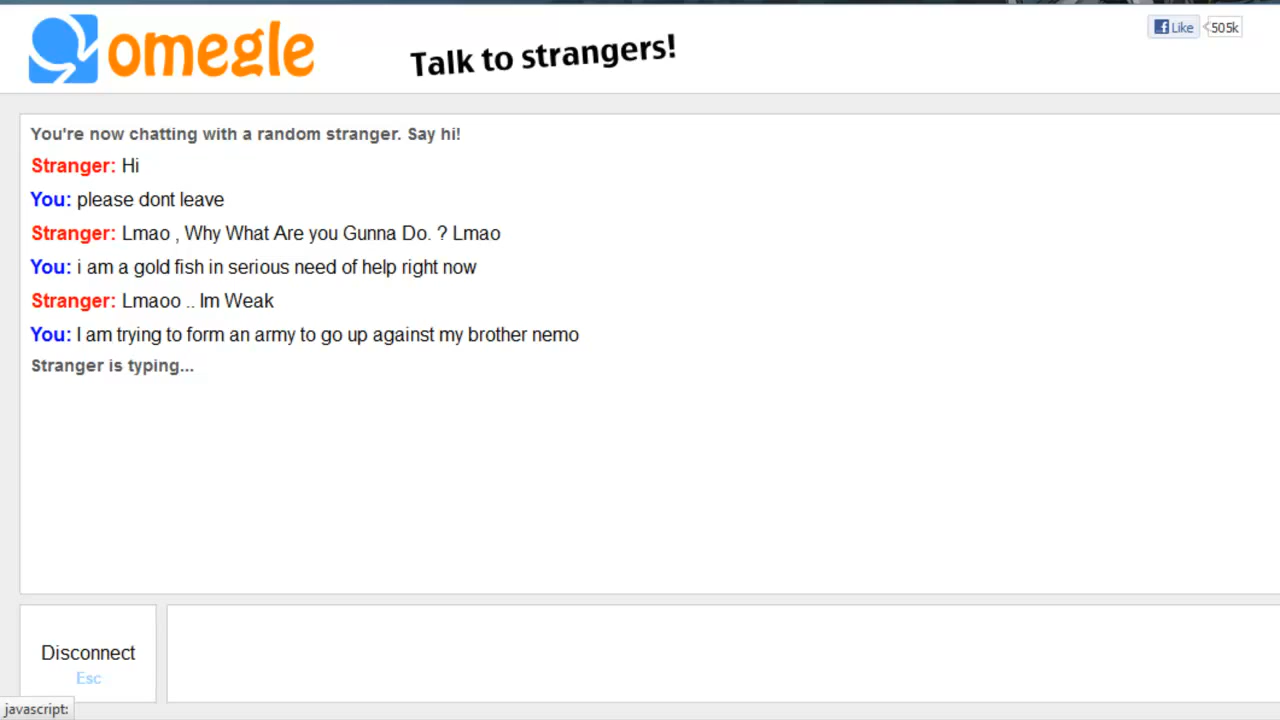 omegle
Talk to strangers!
Like
505k
You're now chatting with a random stranger. Say hi!
Stranger: Hi
You: please dont leave
Stranger: Lmao , Why What Are you Gunna Do. ? Lmao
You: i am a gold fish in serious need of help right now
Stranger: Lmaoo .. Im Weak
You: I am trying to form an army to go up against my brother nemo
Stranger is typing...
Disconnect
Esc
javascript: